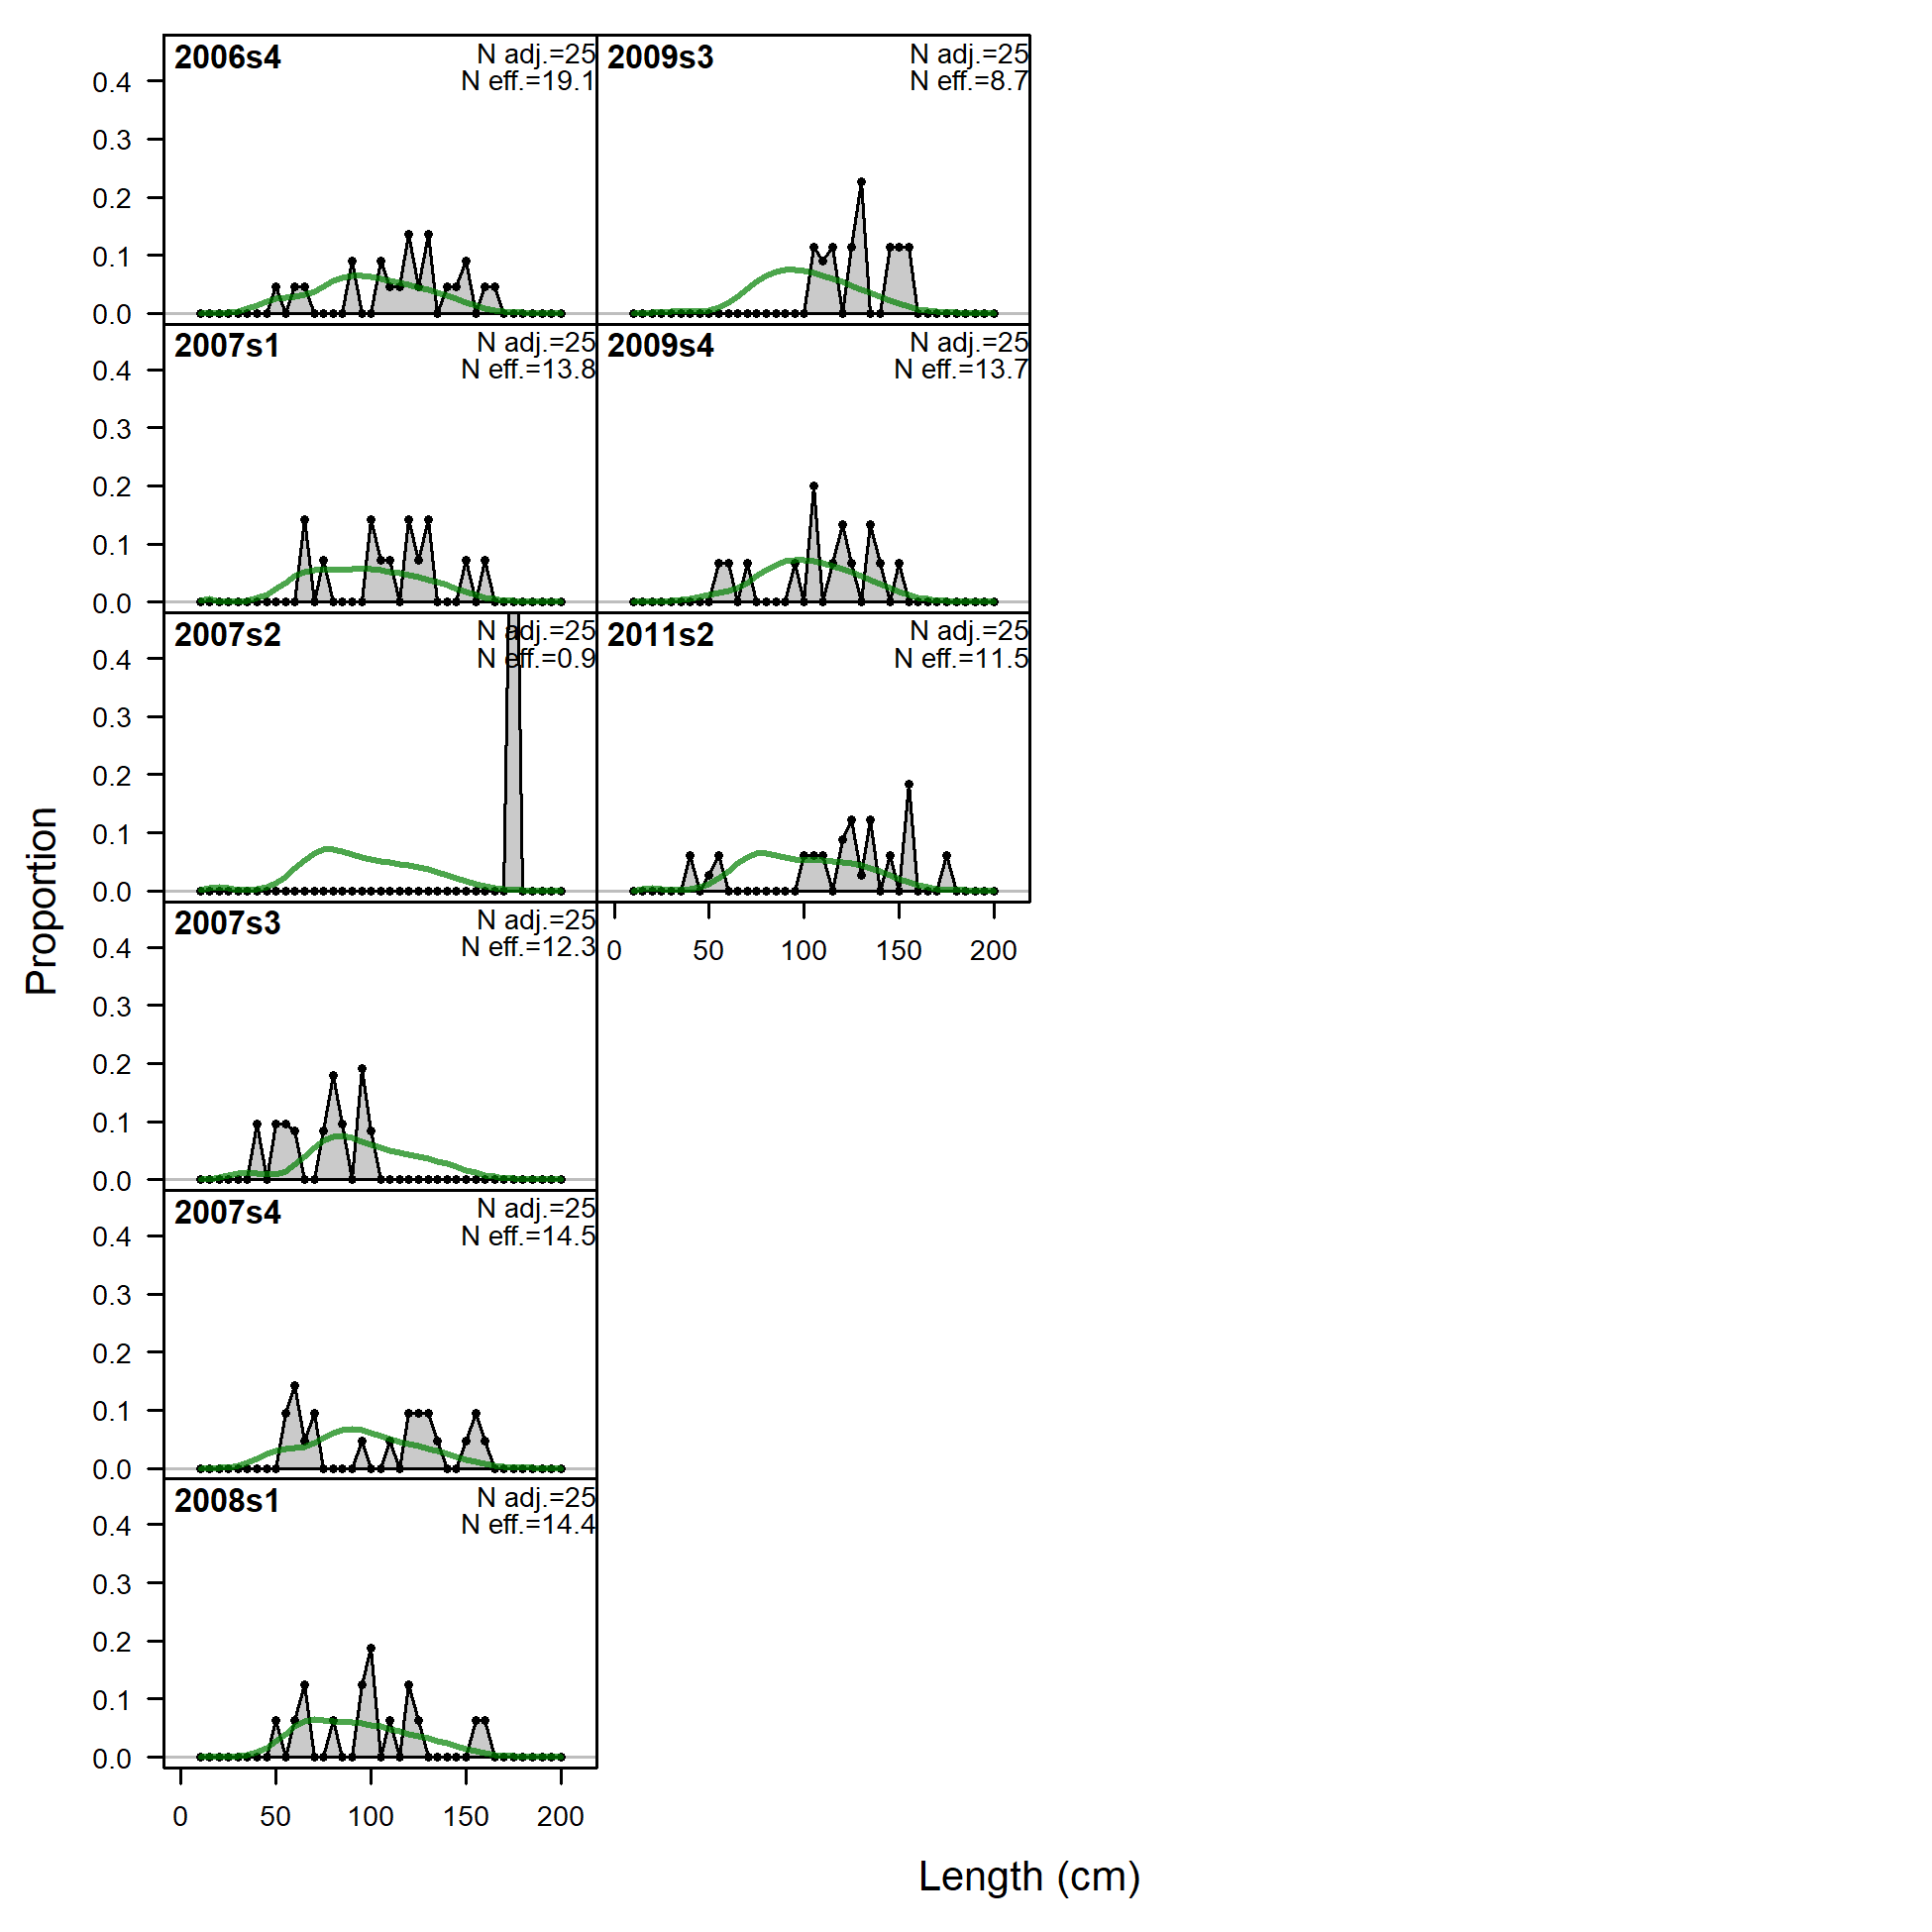 2006s4
N adj.=25
N eff.=19.1
0.4
0.3
0.2
0.1
0.0
2009s3
N adj.=25
N eff.=8.7
2007s1
N adj.=25
N eff.=13.8
0.4
0.3
0.2
0.1
0.0
2009s4
N adj.=25
N eff.=13.7
2007s2
N adj.=25
N eff.=0.9
0.4
0.3
0.2
0.1
0.0
2011s2
N adj.=25
N eff.=11.5
0 50 100 150 200
2007s3
N adj.=25
N eff.=12.3
0.4
0.3
0.2
0.1
0.0
2007s4
N adj.=25
N eff.=14.5
0.4
0.3
0.2
0.1
0.0
2008s1
N adj.=25
N eff.=14.4
0.4
0.3
0.2
0.1
0.0
0 50 100 150 200
Proportion
Length (cm)